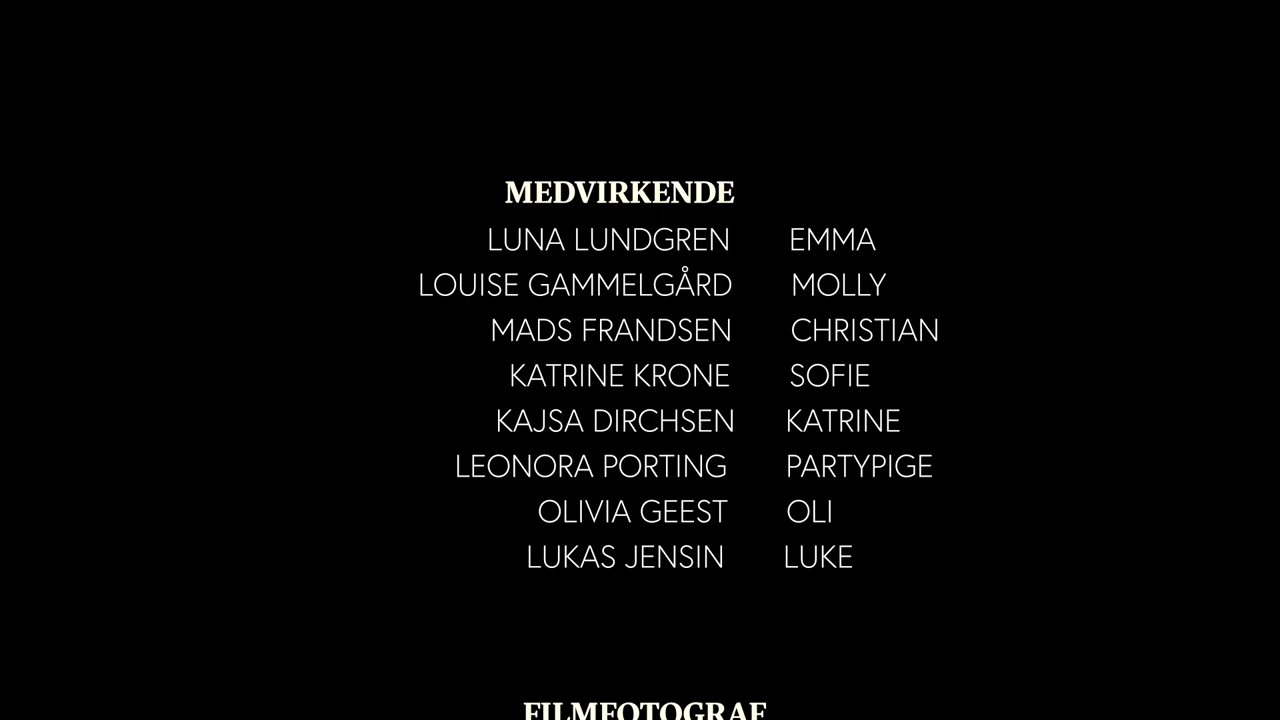 MEDVIRKENDE
LUNA LUNDGREN EMMA
LOUISE GAMMELGÅRD MOLLY
MADS FRANDSEN CHRISTIAN
KATRINE KRONE SOFIE
KAJSA DIRCHSEN KATRINE
LEONORA PORTING PARTYPIGE
OLIVIA GEEST OLI
LUKAS JENSIN LUKE
FILMFOTOGRAF